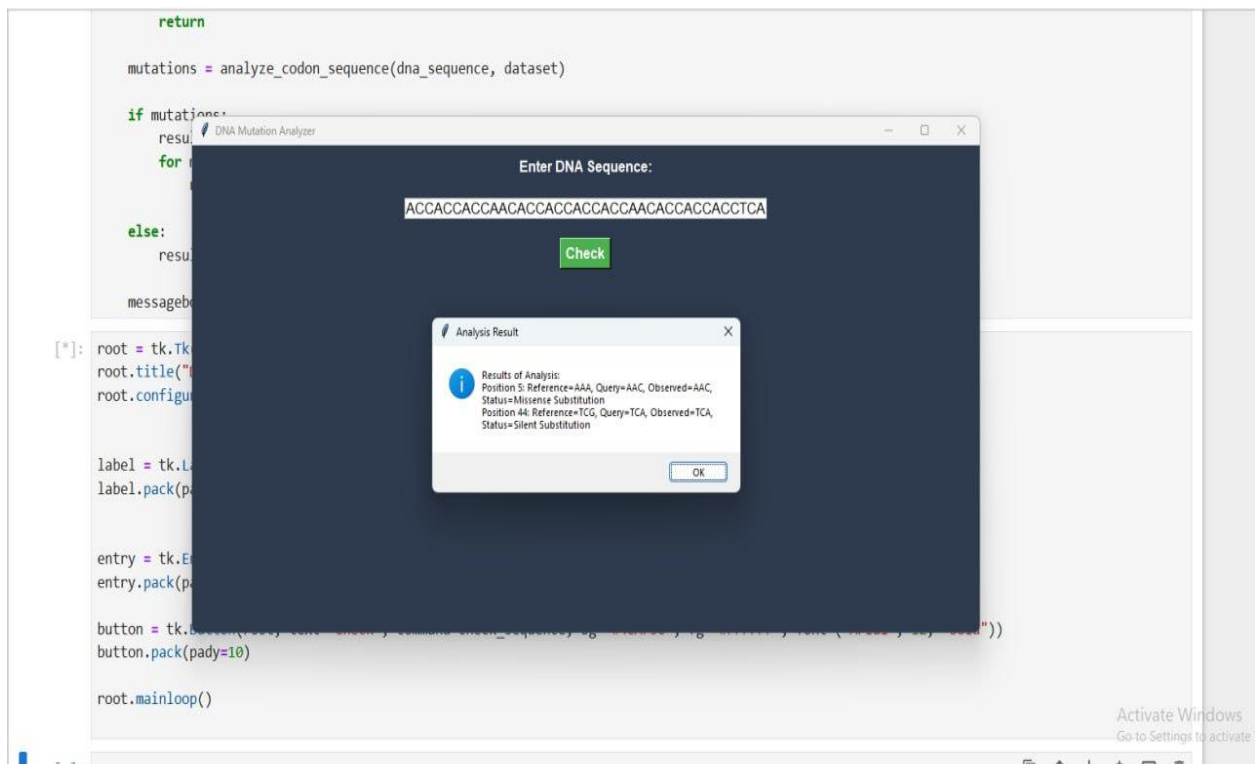 return
mutations = analyze_codon_sequence(dna_sequence, dataset)
if mutations:
resu
DNA Mutation Analyzer
for
Enter DNA Sequence:
ACCACCACCAACACCACCACCACCAACACCACCACCTCA
else:
resu
Check
messageb
Analysis Result
[*]: root = tk.Tk
root.title("
root.configu
Results of Analysis:
Position 5: Reference=AAA, Query=AAC, Observed=AAC,
Status=Missense Substitution
Position 44: Reference=TCG, Query=TCA, Observed=TCA,
Status=Silent Substitution
OK
label = tk.La
label.pack(pa
entry = tk.En
entry.pack(pa
button = tk.
"))
button.pack(pady=10)
root.mainloop()
Activate Windows
Go to Settings to activate